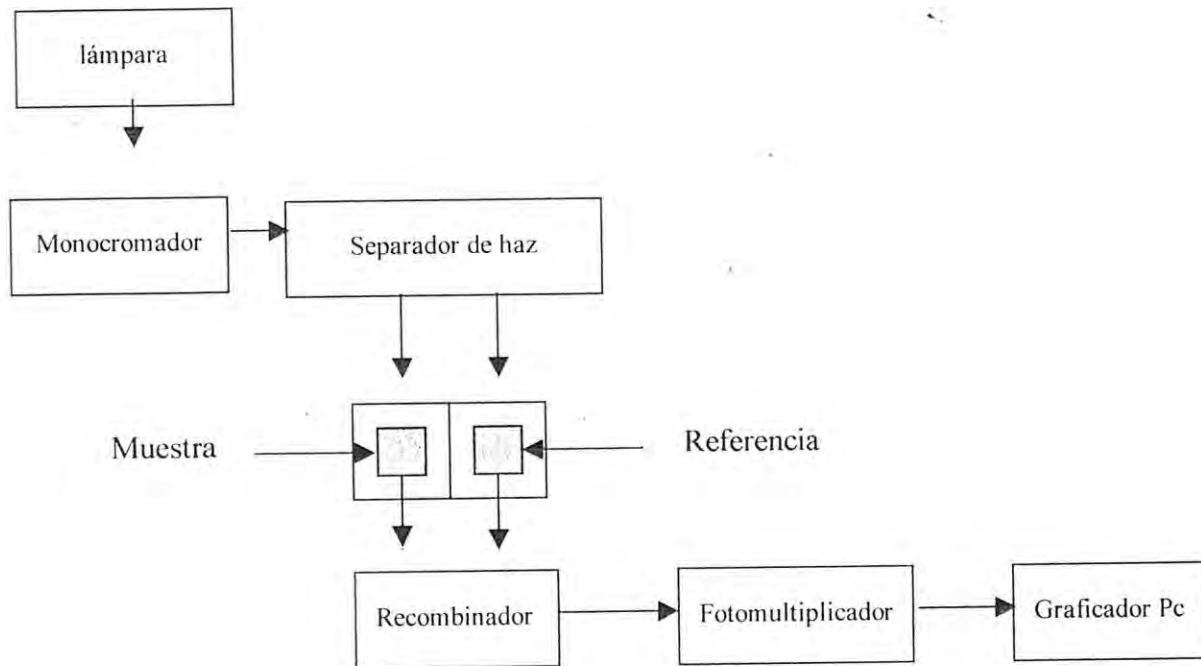 lámpara
Monocromador
Separador de haz
Muestra
Referencia
Recombinador
Fotomultiplicador
Graficador Pc